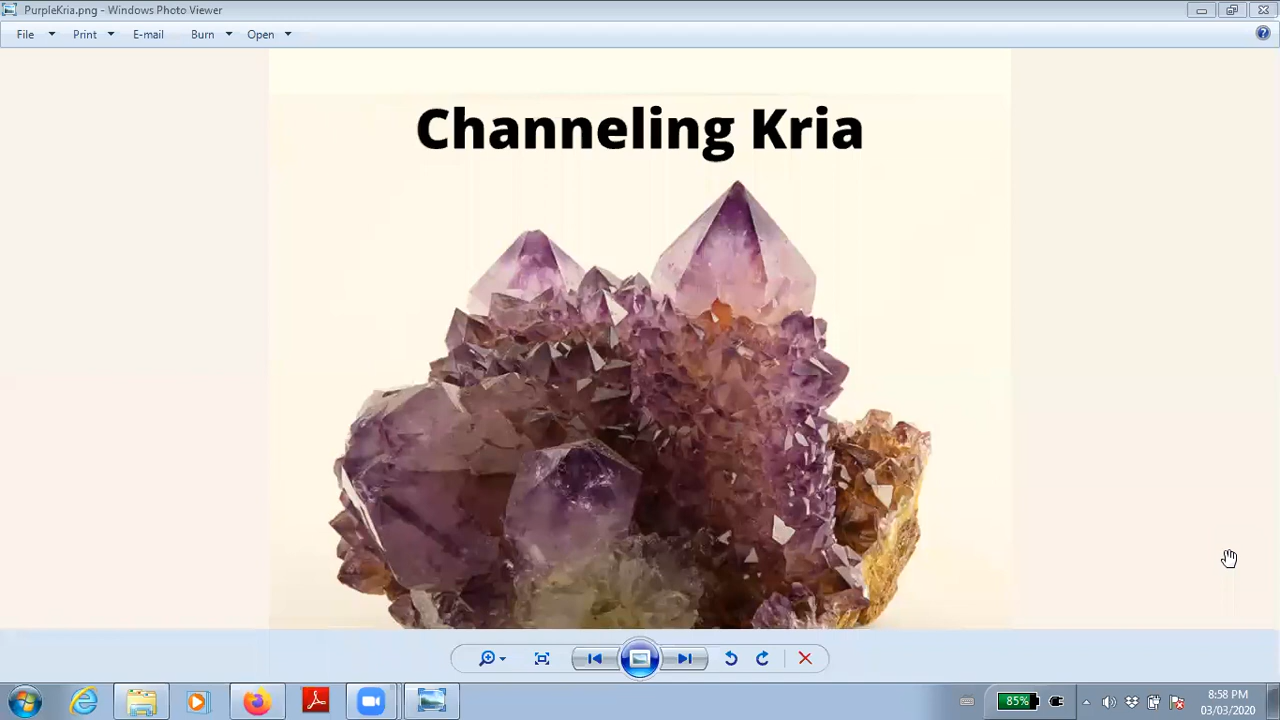 PurpleKria.png - Windows Photo Viewer
File Print E-mail Burn Open
Channeling Kria
85%
8:58 PM
03/03/2020